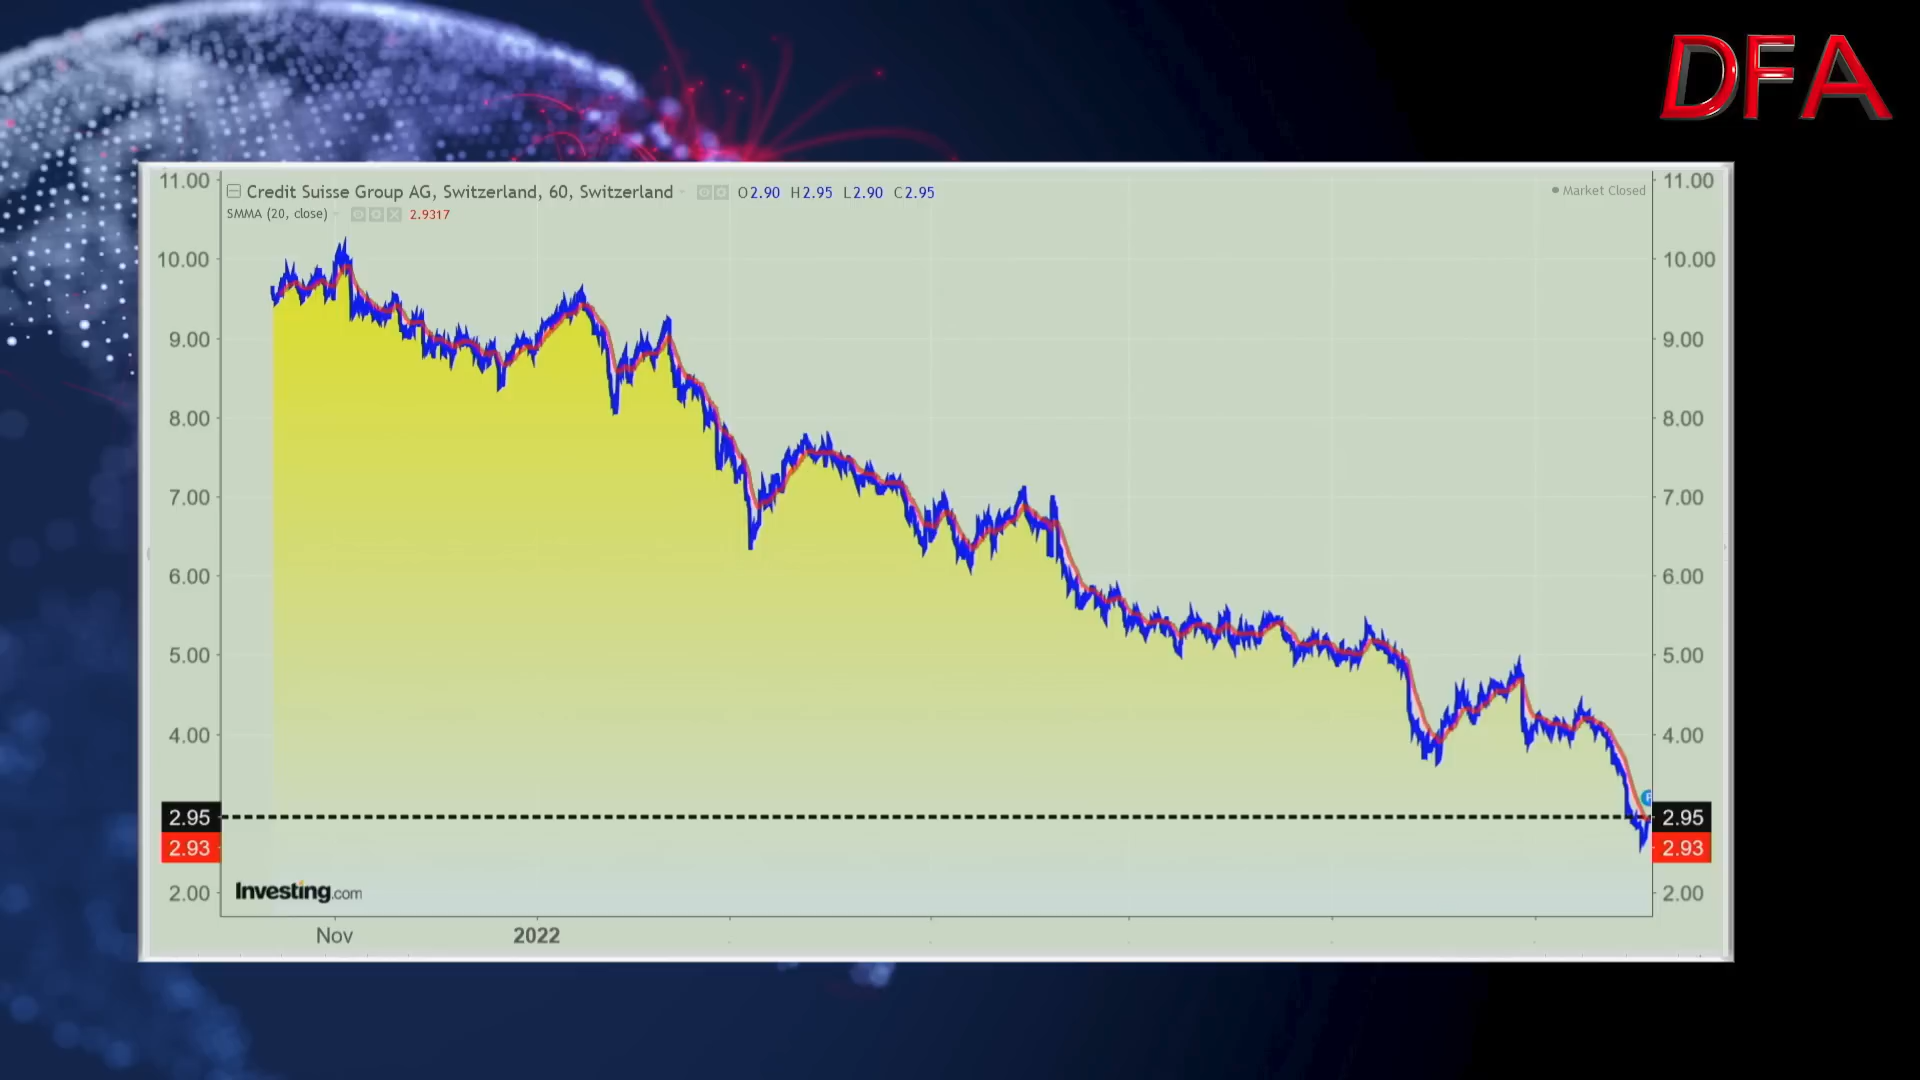 DFA
Credit Suisse Group AG, Switzerland, 60, Switzerland O2.90 H2.95 L2.90 C2.95
Market Closed
SMMA (20, close) 2.9317
11.00 11.00
10.00 10.00
9.00 9.00
8.00 8.00
7.00 7.00
6.00 6.00
5.00 5.00
4.00 4.00
2.95 2.95
2.93 2.93
2.00 2.00
Investing.com
Nov 2022